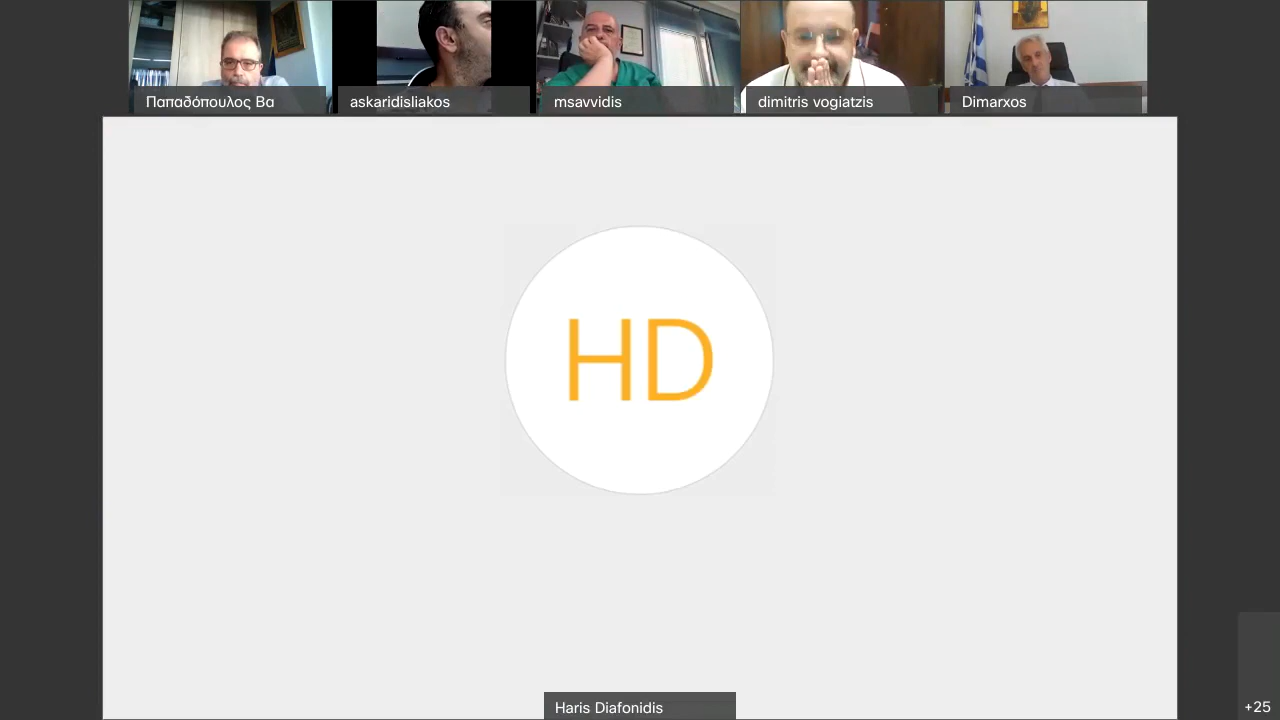 Παπαδόπουλος Βα
askaridisliakos
msavvidis
dimitris vogiatzis
Dimarxos
HD
Haris Diafonidis
+25